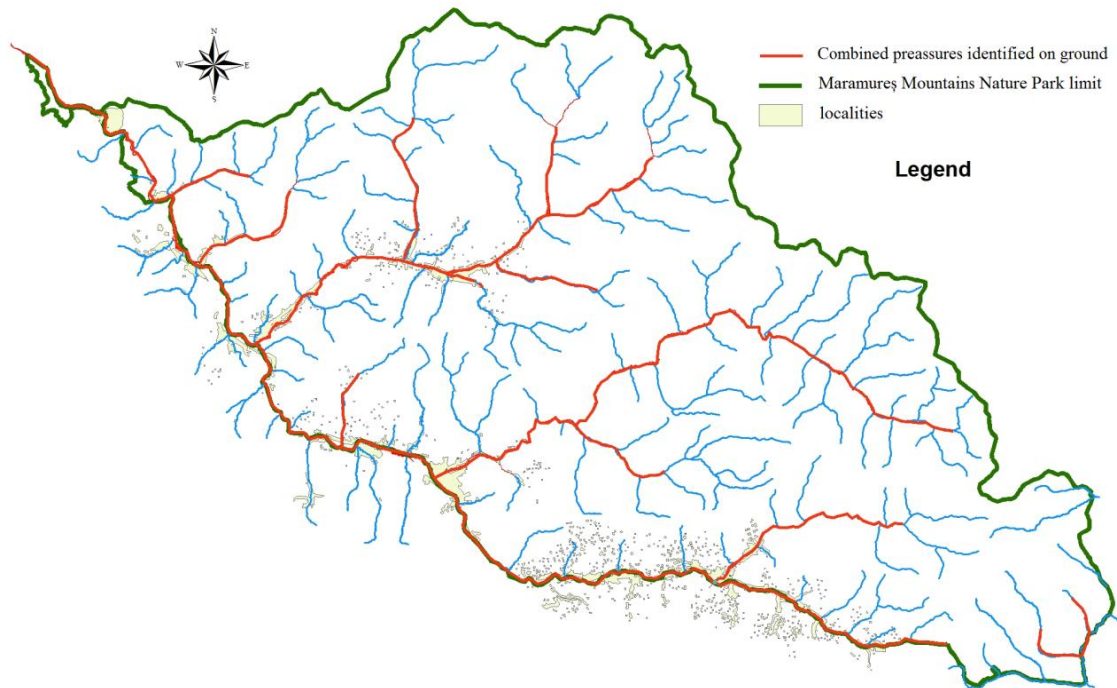 N
W E
S
Combined preassures identified on ground
Maramureș Mountains Nature Park limit
localities
Legend